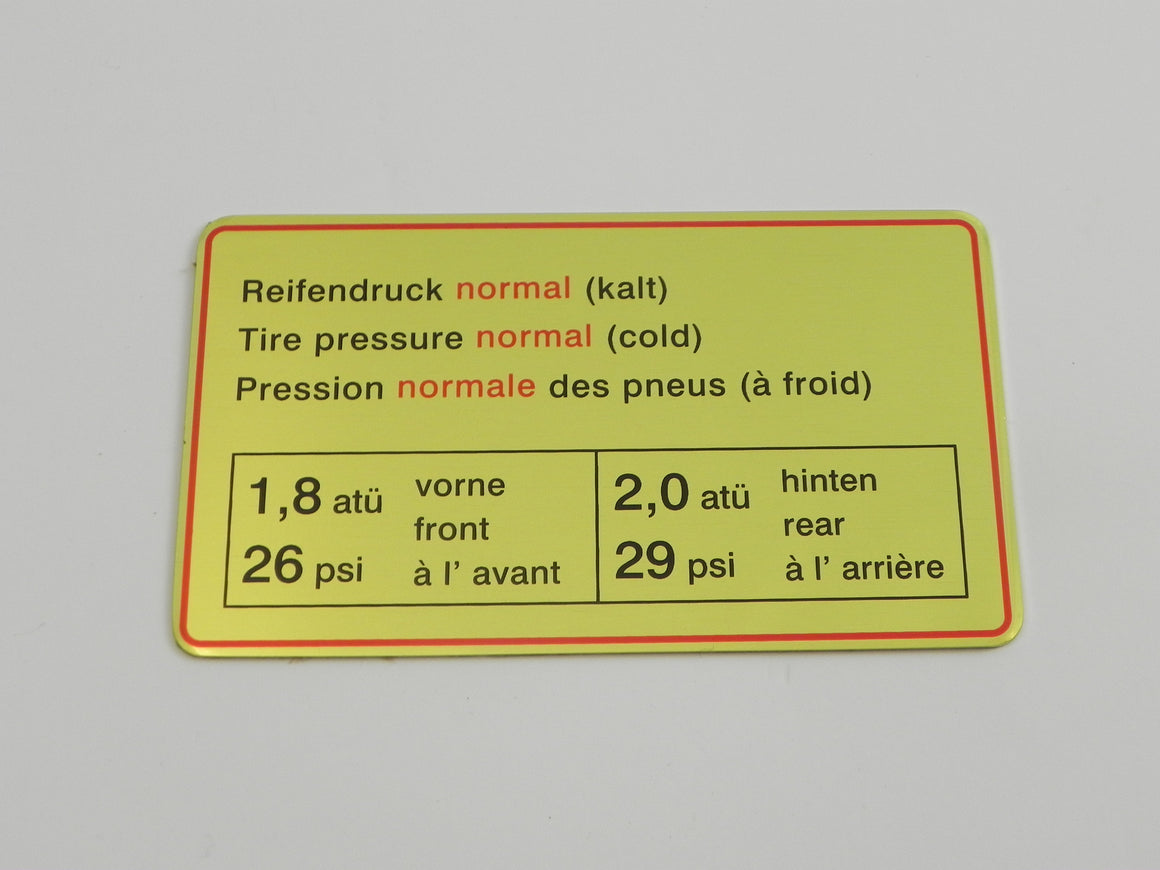 Reifendruck normal (kalt)
Tire pressure normal (cold)
Pression normale des pneus (à froid)
1,8 atü vorne
front
26 psi à l' avant
2,0 atü hinten
rear
29 psi à l' arrière